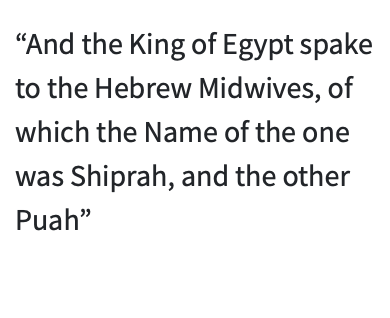 “And the King of Egypt spake
to the Hebrew Midwives, of
which the Name of the one
was Shiprah, and the other
Puah”